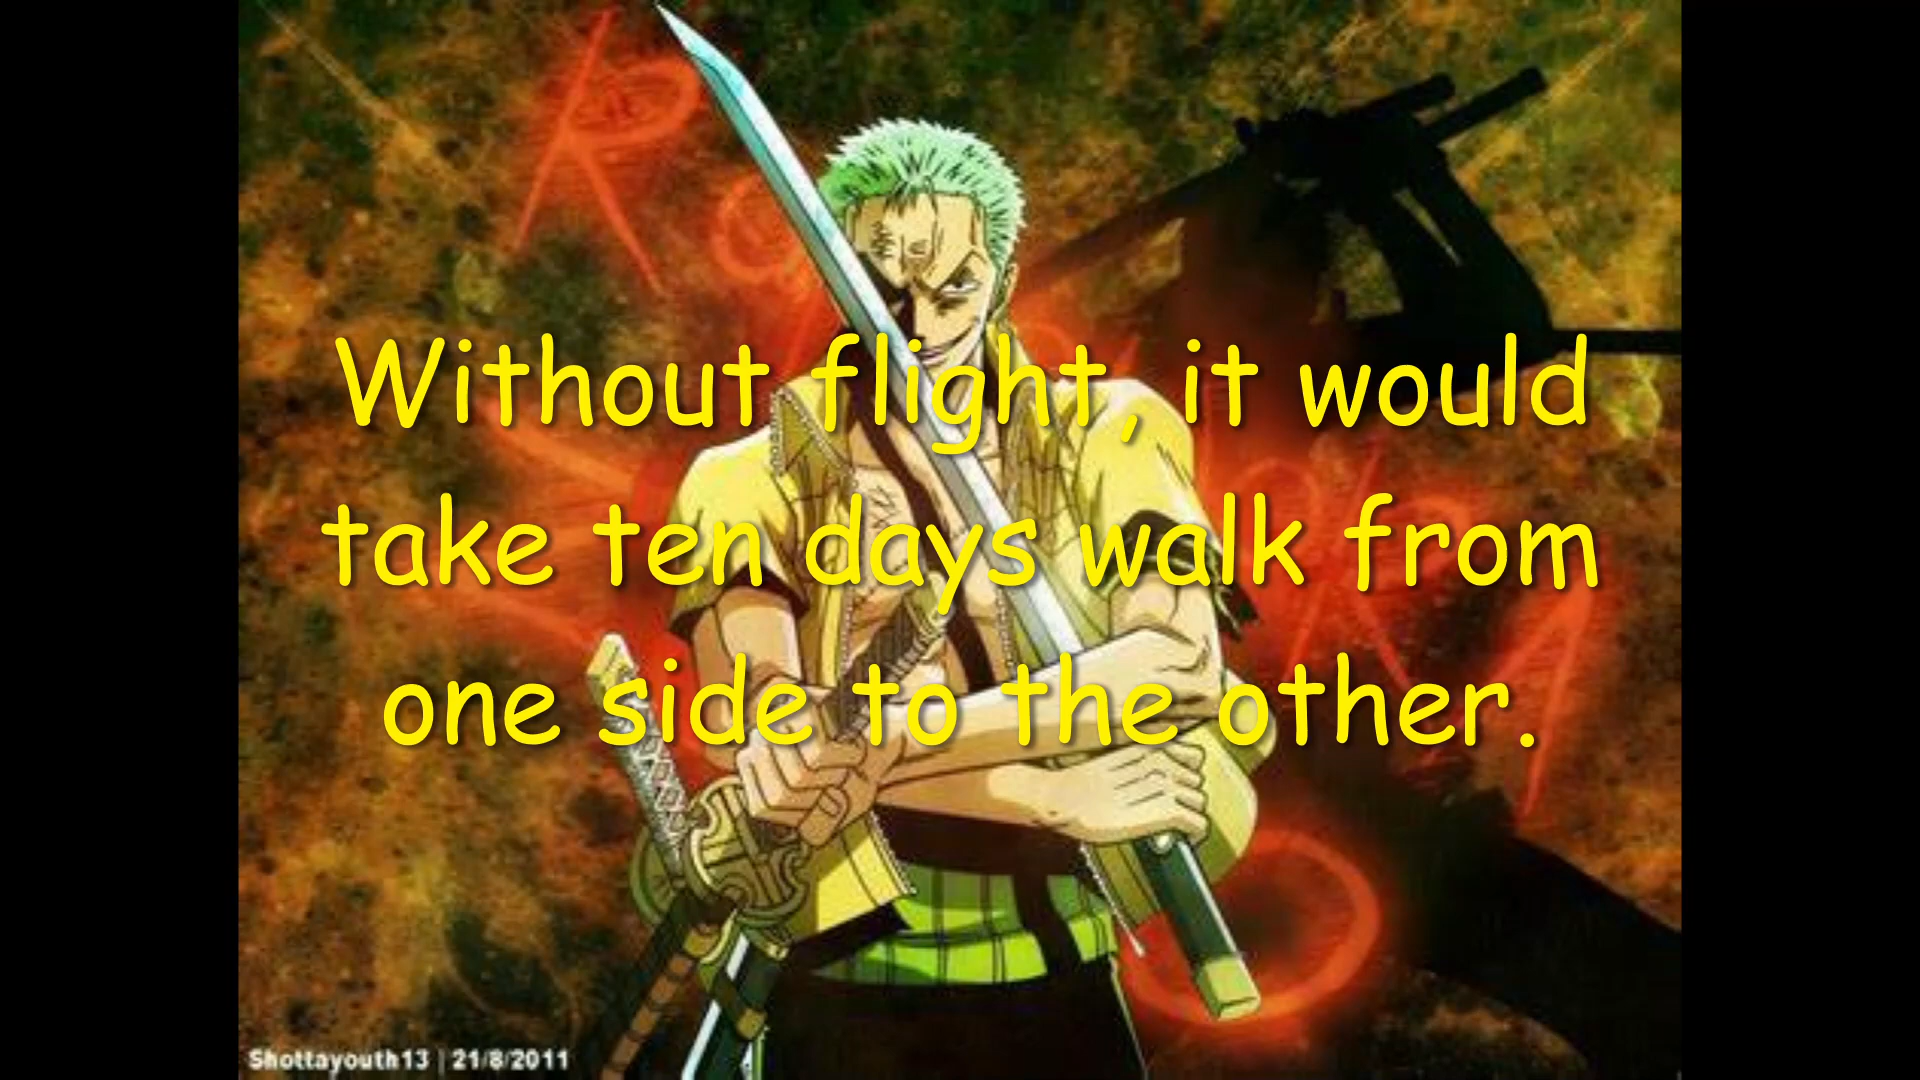 Without flight, it would
take ten days walk from
one side to the other.
Shottayouth13 | 21/8/2011